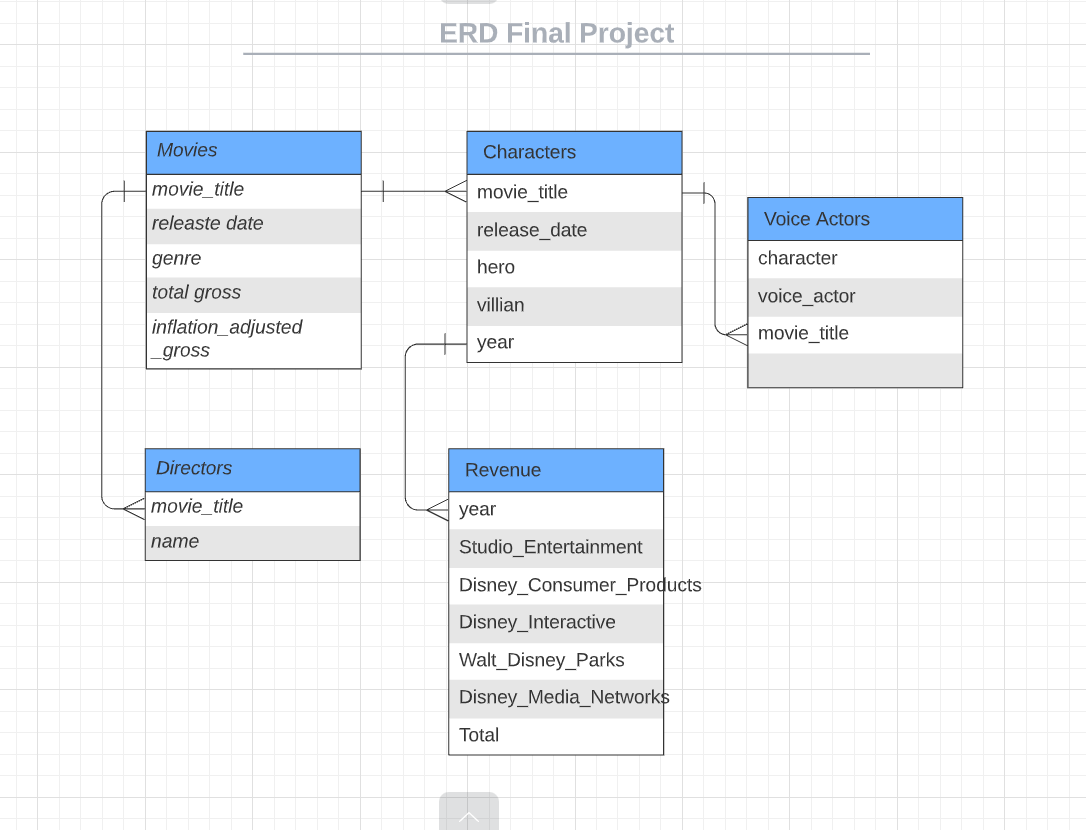 ERD Final Project
Movies
movie_title
releaste date
genre
total gross
inflation_adjusted
_gross
Characters
movie_title
release_date
hero
villian
year
Voice Actors
character
voice_actor
movie_title
Directors
movie_title
name
Revenue
year
Studio_Entertainment
Disney_Consumer_Products
Disney_Interactive
Walt_Disney_Parks
Disney_Media_Networks
Total